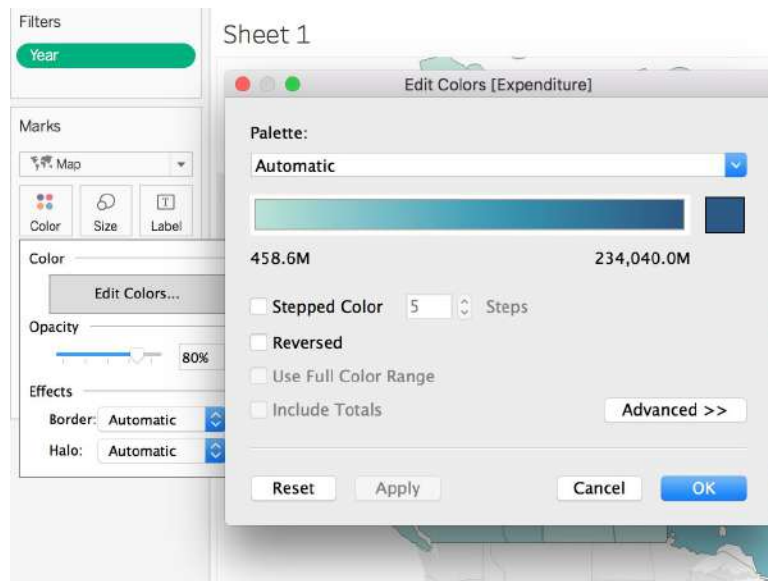 Filters
Year
Marks
Map
Color
Size
Label
Color
Edit Colors...
Opacity
80%
Effects
Border: Automatic
Halo: Automatic
Sheet 1
Edit Colors [Expenditure]
Palette:
Automatic
458.6M 234,040.0M
Stepped Color 5 Steps
Reversed
Use Full Color Range
Include Totals
Advanced >>
Reset Apply Cancel OK